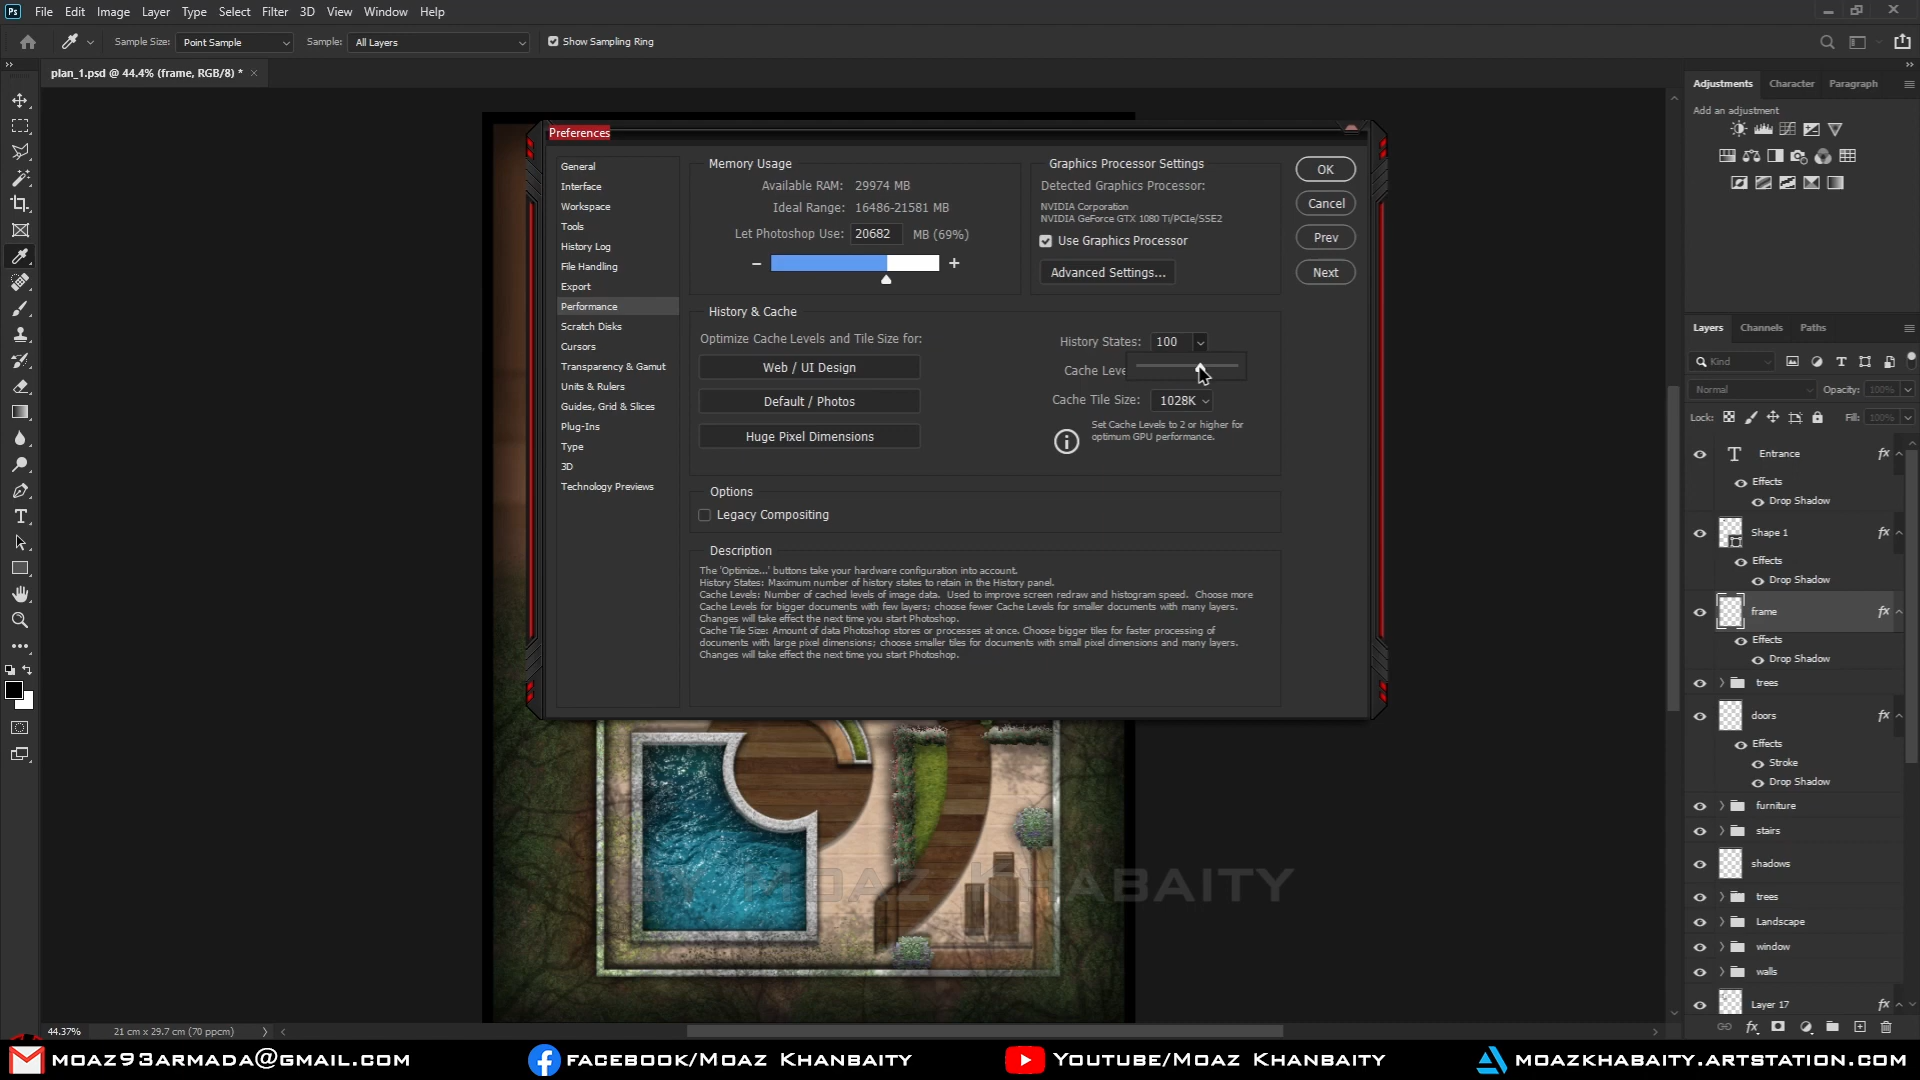 Ps File Edit Image Layer Type Select Filter 3D View Window Help
Sample Size: Point Sample Sample: All Layers Show Sampling Ring
plan_1.psd @ 44.4% (frame, RGB/8) *
Preferences
General
Interface
Workspace
Tools
History Log
File Handling
Export
Performance
Scratch Disks
Cursors
Transparency & Gamut
Units & Rulers
Guides, Grid & Slices
Plug-Ins
Type
3D
Technology Previews
Memory Usage
Available RAM: 29974 MB
Ideal Range: 16486-21581 MB
Let Photoshop Use: 20682 MB (69%)
Graphics Processor Settings
Detected Graphics Processor:
NVIDIA Corporation
NVIDIA GeForce GTX 1080 Ti/PCIe/SSE2
Use Graphics Processor
Advanced Settings...
OK
Cancel
Prev
Next
History & Cache
Optimize Cache Levels and Tile Size for:
Web / UI Design
Default / Photos
Huge Pixel Dimensions
History States: 100
Cache Leve
Cache Tile Size: 1028K
Set Cache Levels to 2 or higher for
optimum GPU performance.
Options
Legacy Compositing
Description
The 'Optimize...' buttons take your hardware configuration into account.
History States: Maximum number of history states to retain in the History panel.
Cache Levels: Number of cached levels of image data. Used to improve screen redraw and histogram speed. Choose more
Cache Levels for bigger documents with few layers; choose fewer Cache Levels for smaller documents with many layers.
Changes will take effect the next time you start Photoshop.
Cache Tile Size: Amount of data Photoshop stores or processes at once. Choose bigger tiles for faster processing of
documents with large pixel dimensions; choose smaller tiles for documents with small pixel dimensions and many layers.
Changes will take effect the next time you start Photoshop.
Adjustments Character Paragraph
Add an adjustment
Layers Channels Paths
Kind
Normal Opacity: 100%
Lock: Fill: 100%
T Entrance fx
Effects
Drop Shadow
Shape 1 fx
Effects
Drop Shadow
frame fx
Effects
Drop Shadow
trees
doors fx
Effects
Stroke
Drop Shadow
furniture
stairs
shadows
trees
Landscape
window
walls
Layer 17 fx
fx
BY MOAZ KHABAITY
44.37% 21 cm x 29.7 cm (70 ppcm)
MOAZ93ARMADA@GMAIL.COM
FACEBOOK/MOAZ KHANBAITY
YOUTUBE/MOAZ KHANBAITY
MOAZKHABAITY.ARTSTATION.COM